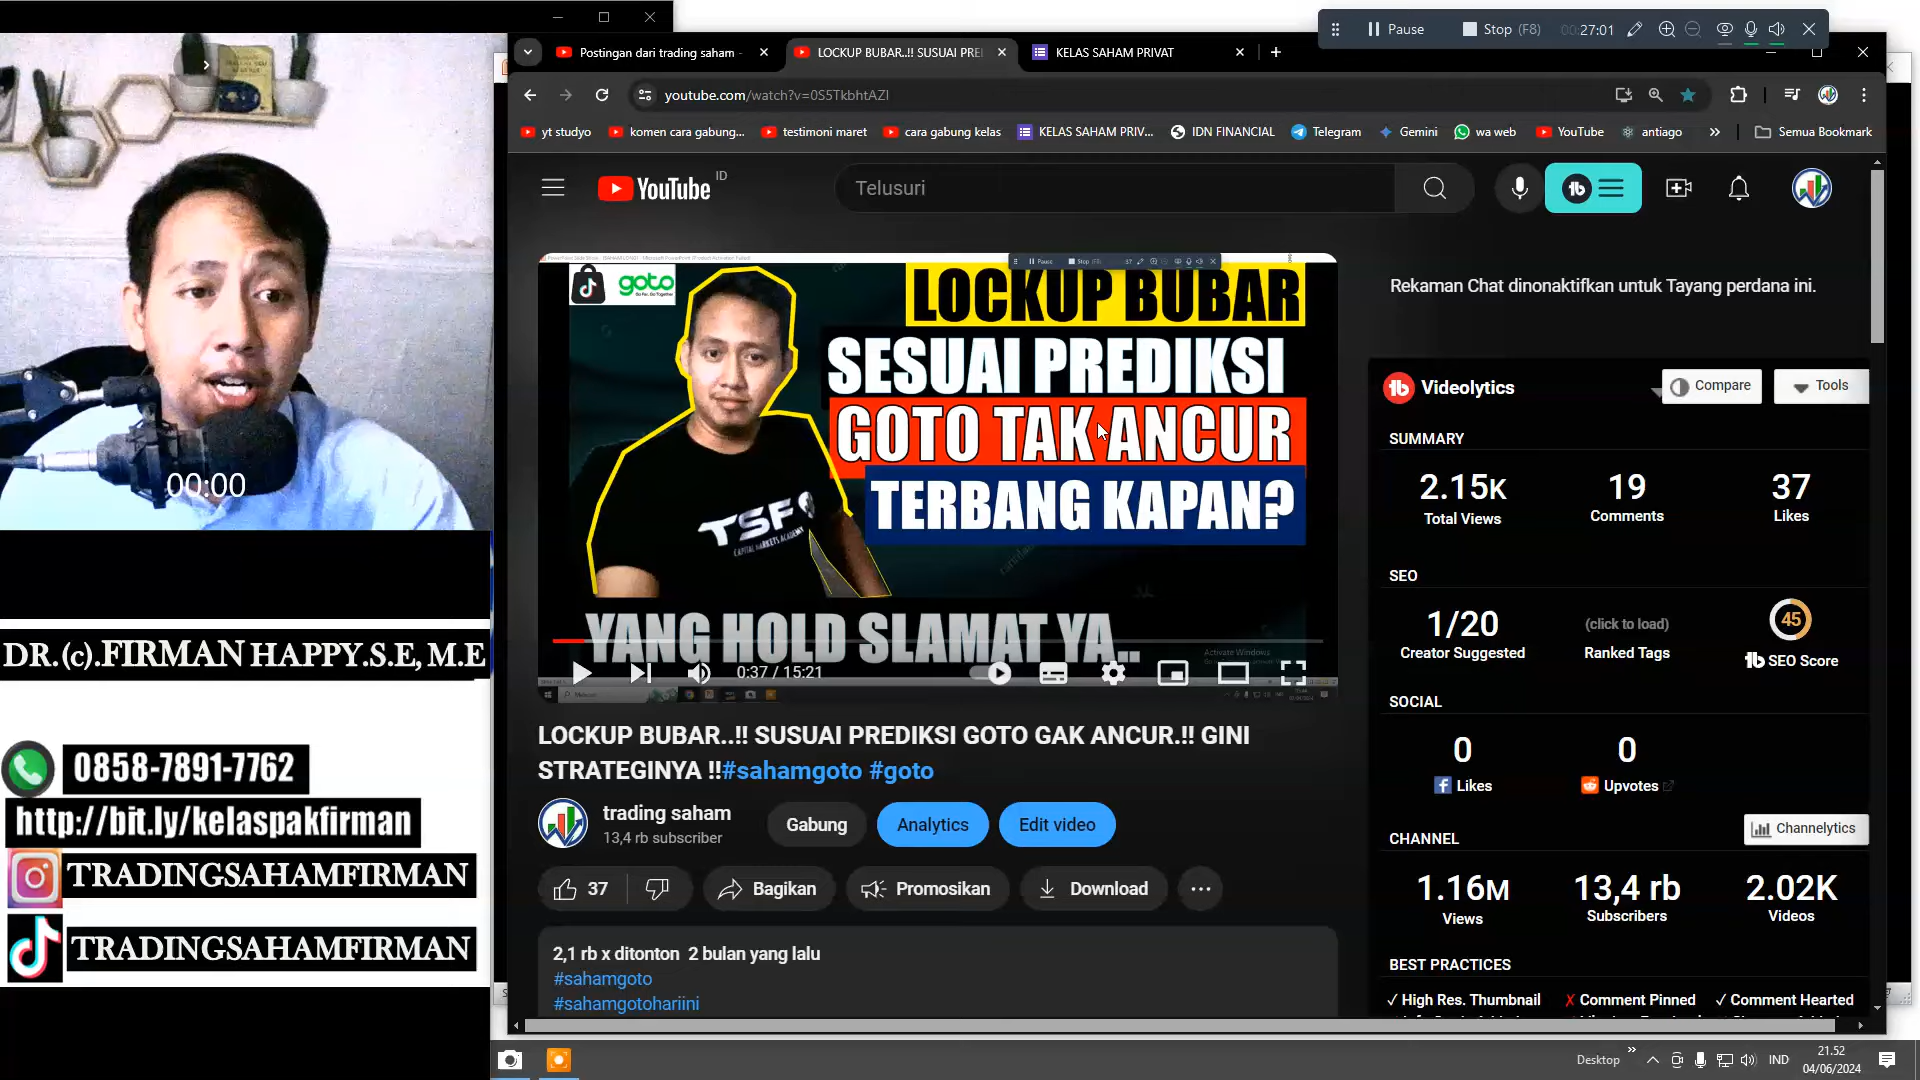 Pause
Stop (F8)
00:27:01
Postingan dari trading saham -
LOCKUP BUBAR..!! SUSUAI PREI
KELAS SAHAM PRIVAT
youtube.com/watch?v=0S5TkbhtAZI
yt studyo
komen cara gabung...
testimoni maret
cara gabung kelas
KELAS SAHAM PRIV...
IDN FINANCIAL
Telegram
Gemini
wa web
YouTube
antiago
Semua Bookmark
YouTube ID
Telusuri
goto
LOCKUP BUBAR
SESUAI PREDIKSI
GOTO TAK ANCUR
TERBANG KAPAN?
TSF
CAPITAL MARKETS ACADEMY
YANG HOLD SLAMAT YA..
Activate Windows
0:37 / 15:21
Rekaman Chat dinonaktifkan untuk Tayang perdana ini.
Videolytics
Compare
Tools
SUMMARY
2.15K
Total Views
19
Comments
37
Likes
SEO
1/20
Creator Suggested
(click to load)
Ranked Tags
45
SEO Score
SOCIAL
0
Likes
0
Upvotes
CHANNEL
Channelytics
1.16M
Views
13,4 rb
Subscribers
2.02K
Videos
BEST PRACTICES
✓ High Res. Thumbnail
✗ Comment Pinned
✓ Comment Hearted
LOCKUP BUBAR..!! SUSUAI PREDIKSI GOTO GAK ANCUR.!! GINI
STRATEGINYA !!#sahamgoto #goto
trading saham
13,4 rb subscriber
Gabung
Analytics
Edit video
37
Bagikan
Promosikan
Download
2,1 rb x ditonton 2 bulan yang lalu
#sahamgoto
#sahamgotohariini
00:00
DR.(c).FIRMAN HAPPY.S.E, M.E
0858-7891-7762
http://bit.ly/kelaspakfirman
TRADINGSAHAMFIRMAN
TRADINGSAHAMFIRMAN
Desktop
IND
21.52
04/06/2024